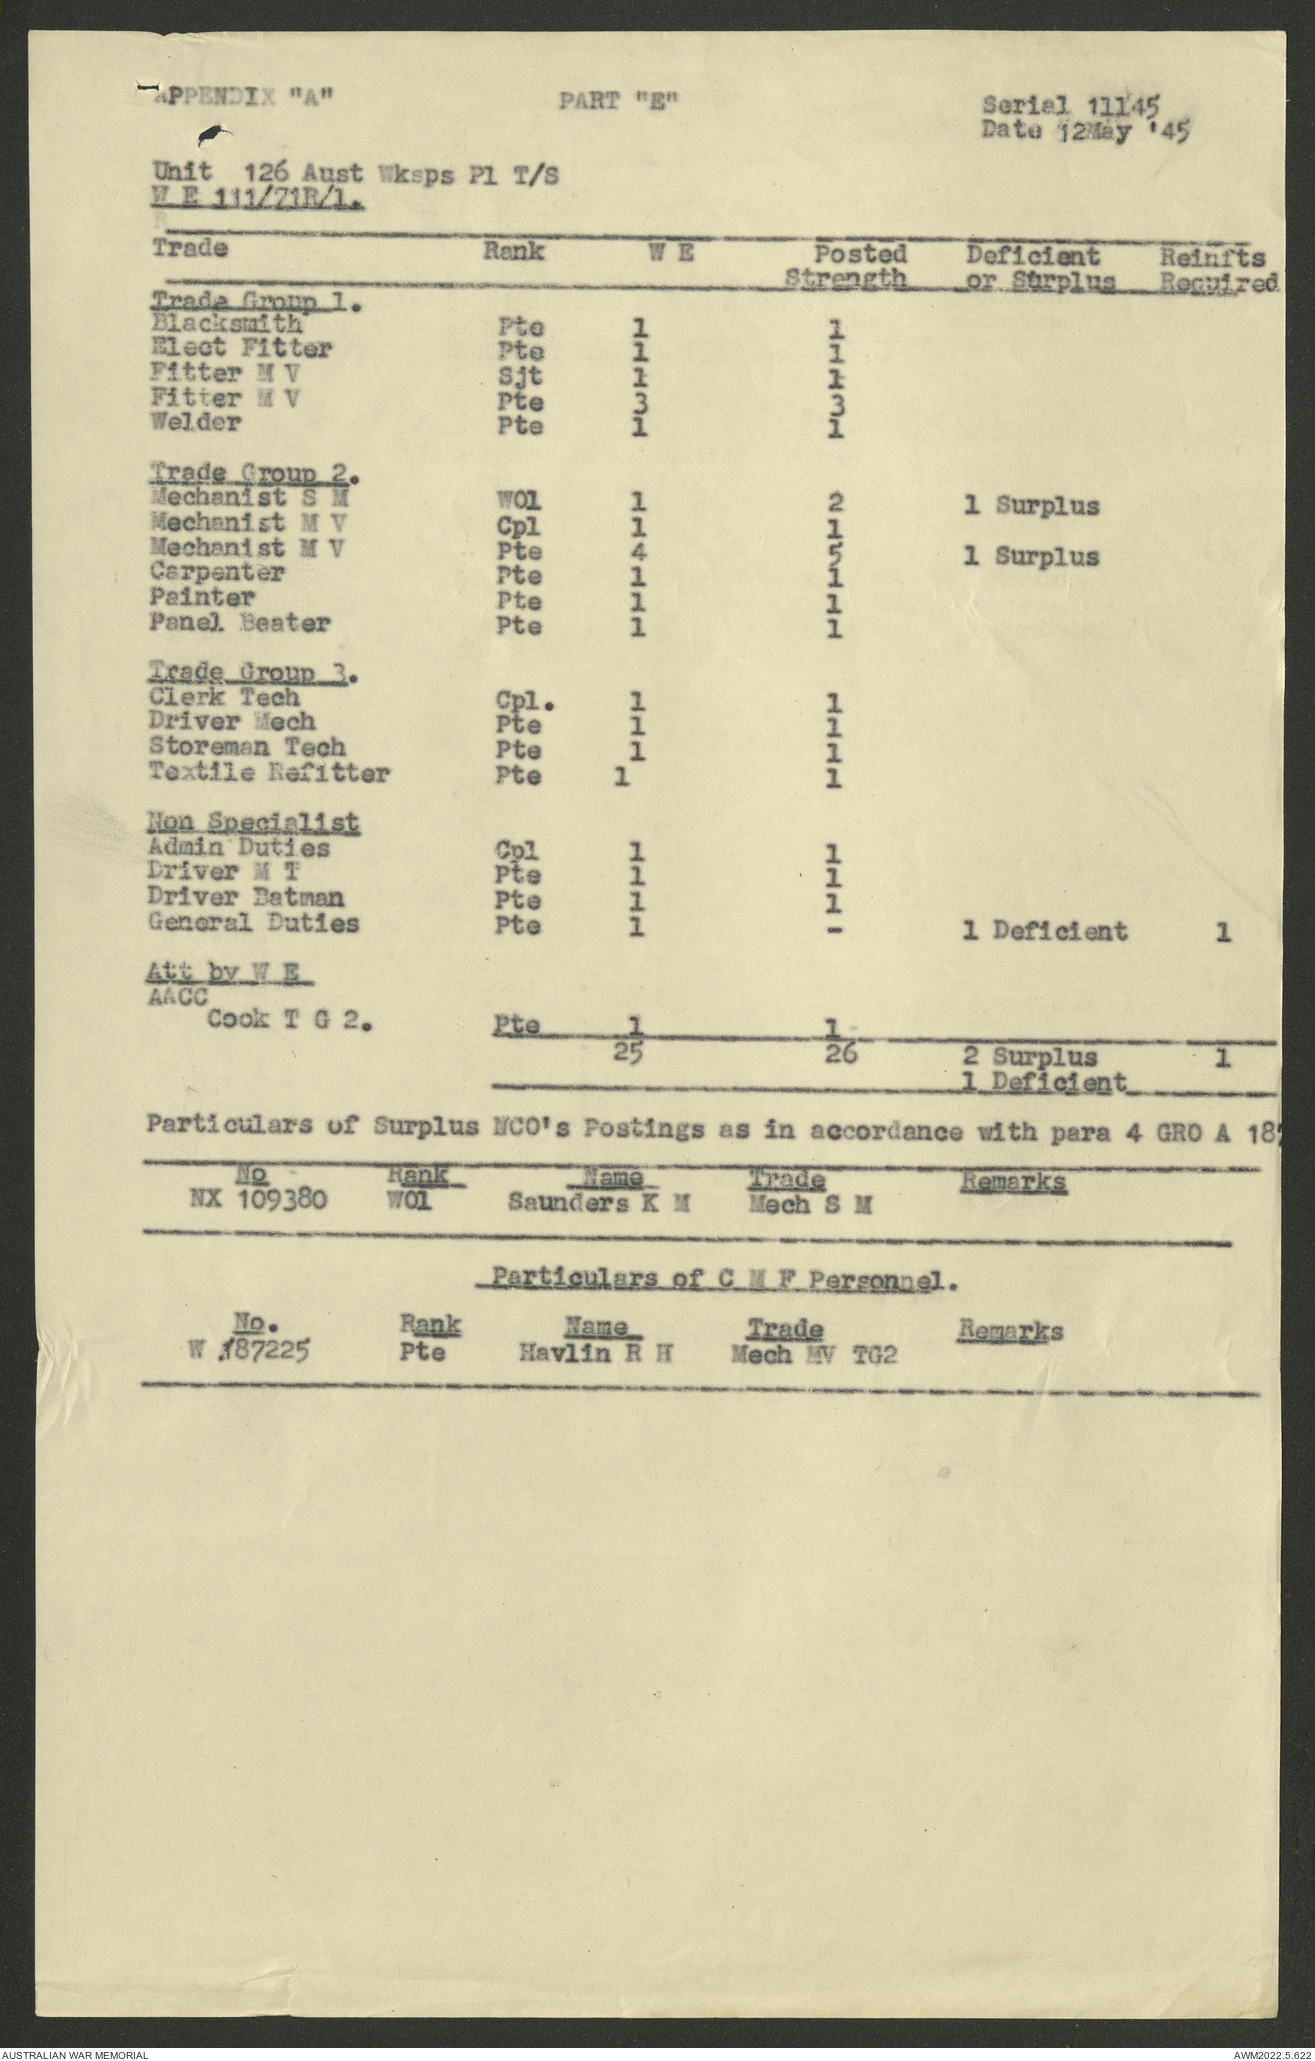 APPENDIX "A" PART "E" Serial 11145
Date 12May '45
Unit 126 Aust Wksps Pl T/S
W E 111/71R/1.
Trade Rank W E Posted Strength Deficient or Surplus Reinfts Required
Trade Group 1.
Blacksmith Pte 1 1
Elect Fitter Pte 1 1
Fitter M V Sjt 1 1
Fitter M V Pte 3 3
Welder Pte 1 1
Trade Group 2.
Mechanist S M WO1 1 2 1 Surplus
Mechanist M V Cpl 1 1
Mechanist M V Pte 4 5 1 Surplus
Carpenter Pte 1 1
Painter Pte 1 1
Panel Beater Pte 1 1
Trade Group 3.
Clerk Tech Cpl. 1 1
Driver Mech Pte 1 1
Storeman Tech Pte 1 1
Textile Refitter Pte 1 1
Non Specialist
Admin Duties Cpl 1 1
Driver M T Pte 1 1
Driver Batman Pte 1 1
General Duties Pte 1 - 1 Deficient 1
Att by W E
AACC
Cook T G 2. Pte 1 1
25 26 2 Surplus 1
1 Deficient
Particulars of Surplus NCO's Postings as in accordance with para 4 GRO A
No Rank Name Trade Remarks
NX 109380 WO1 Saunders K M Mech S M
Particulars of C M F Personnel.
No. Rank Name Trade Remarks
W 187225 Pte Havlin R H Mech MV TG2
AUSTRALIAN WAR MEMORIAL AWM2022.5.622